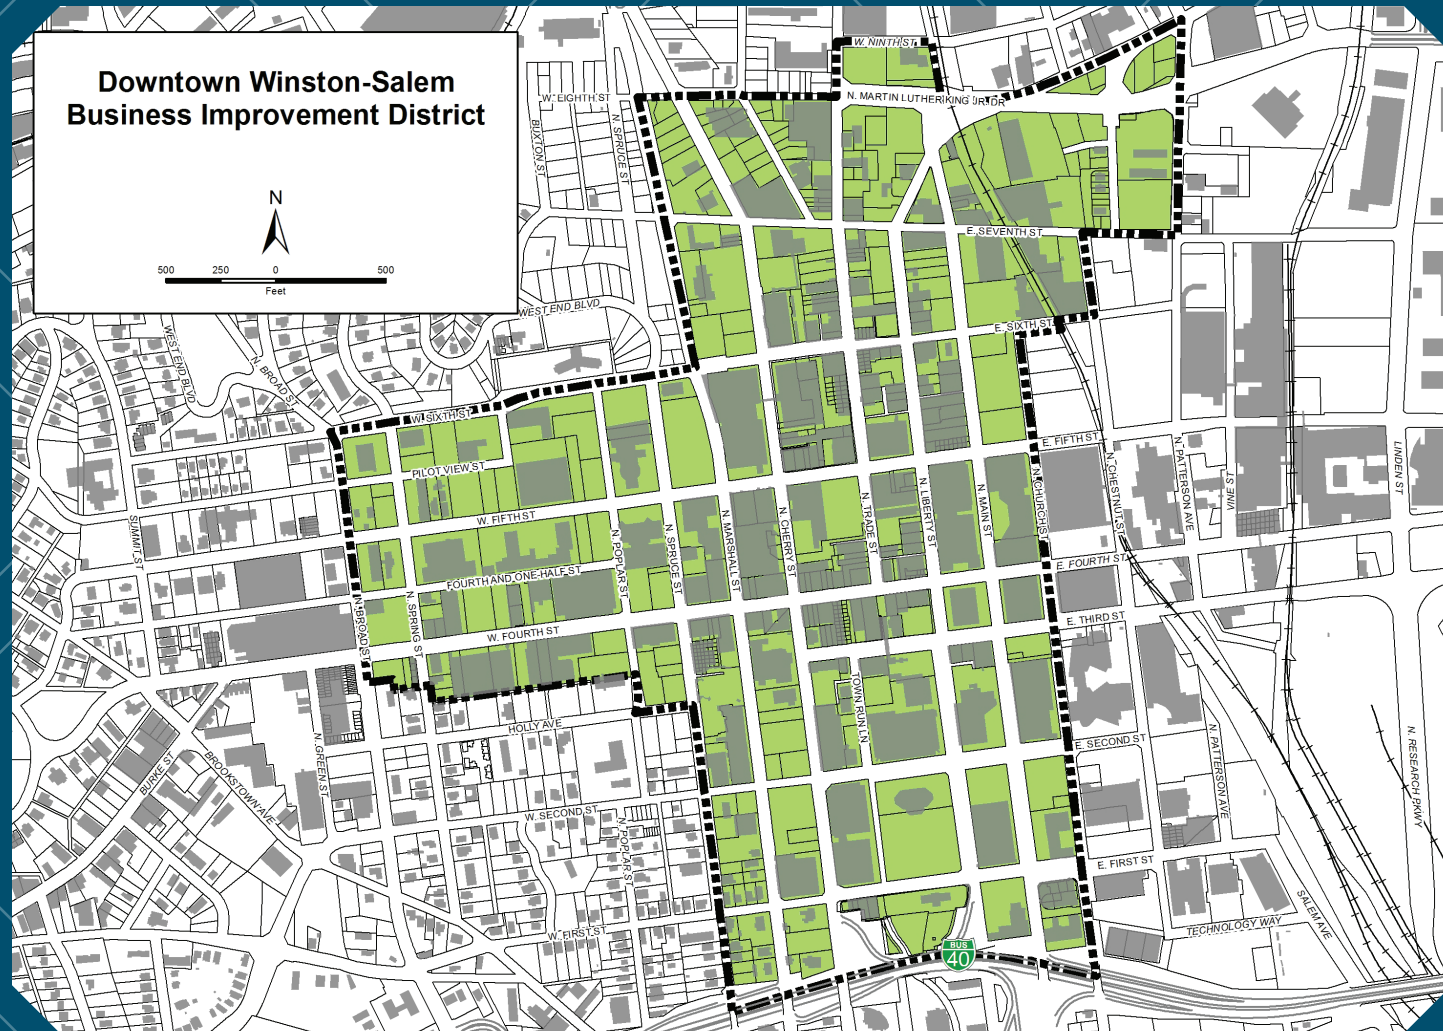 Downtown Winston-Salem
Business Improvement District
N
500
250
0
500
Feet
W. NINTH ST
W. EIGHTH ST
N. MARTIN LUTHER KING JR. DR
BUXTON ST
N. SPRUCE ST
E. SEVENTH ST
WEST END BLVD
E. SIXTH ST
WEST END BLVD
N. BROAD ST
W. SIXTH ST
E. FIFTH ST
PILOT VIEW ST
N. CHESTNUT ST
N. PATTERSON AVE
VINE ST
LINDEN ST
W. FIFTH ST
SUMMIT ST
N. POPLAR ST
N. SPRUCE ST
N. MARSHALL ST
N. CHERRY ST
N. TRADE ST
N. LIBERTY ST
N. MAIN ST
N. CHURCH ST
FOURTH AND ONE-HALF ST
E. FOURTH ST
N. BROAD ST
N. SPRING ST
W. FOURTH ST
E. THIRD ST
TOWN RUN LN
HOLLY AVE
N. GREEN ST
BURKE ST
BROOKSTOWN AVE
E. SECOND ST
N. PATTERSON AVE
N. RESEARCH PKWY
W. SECOND ST
N. POPLAR ST
E. FIRST ST
SALEM AVE
TECHNOLOGY WAY
W. FIRST ST
BUS
40